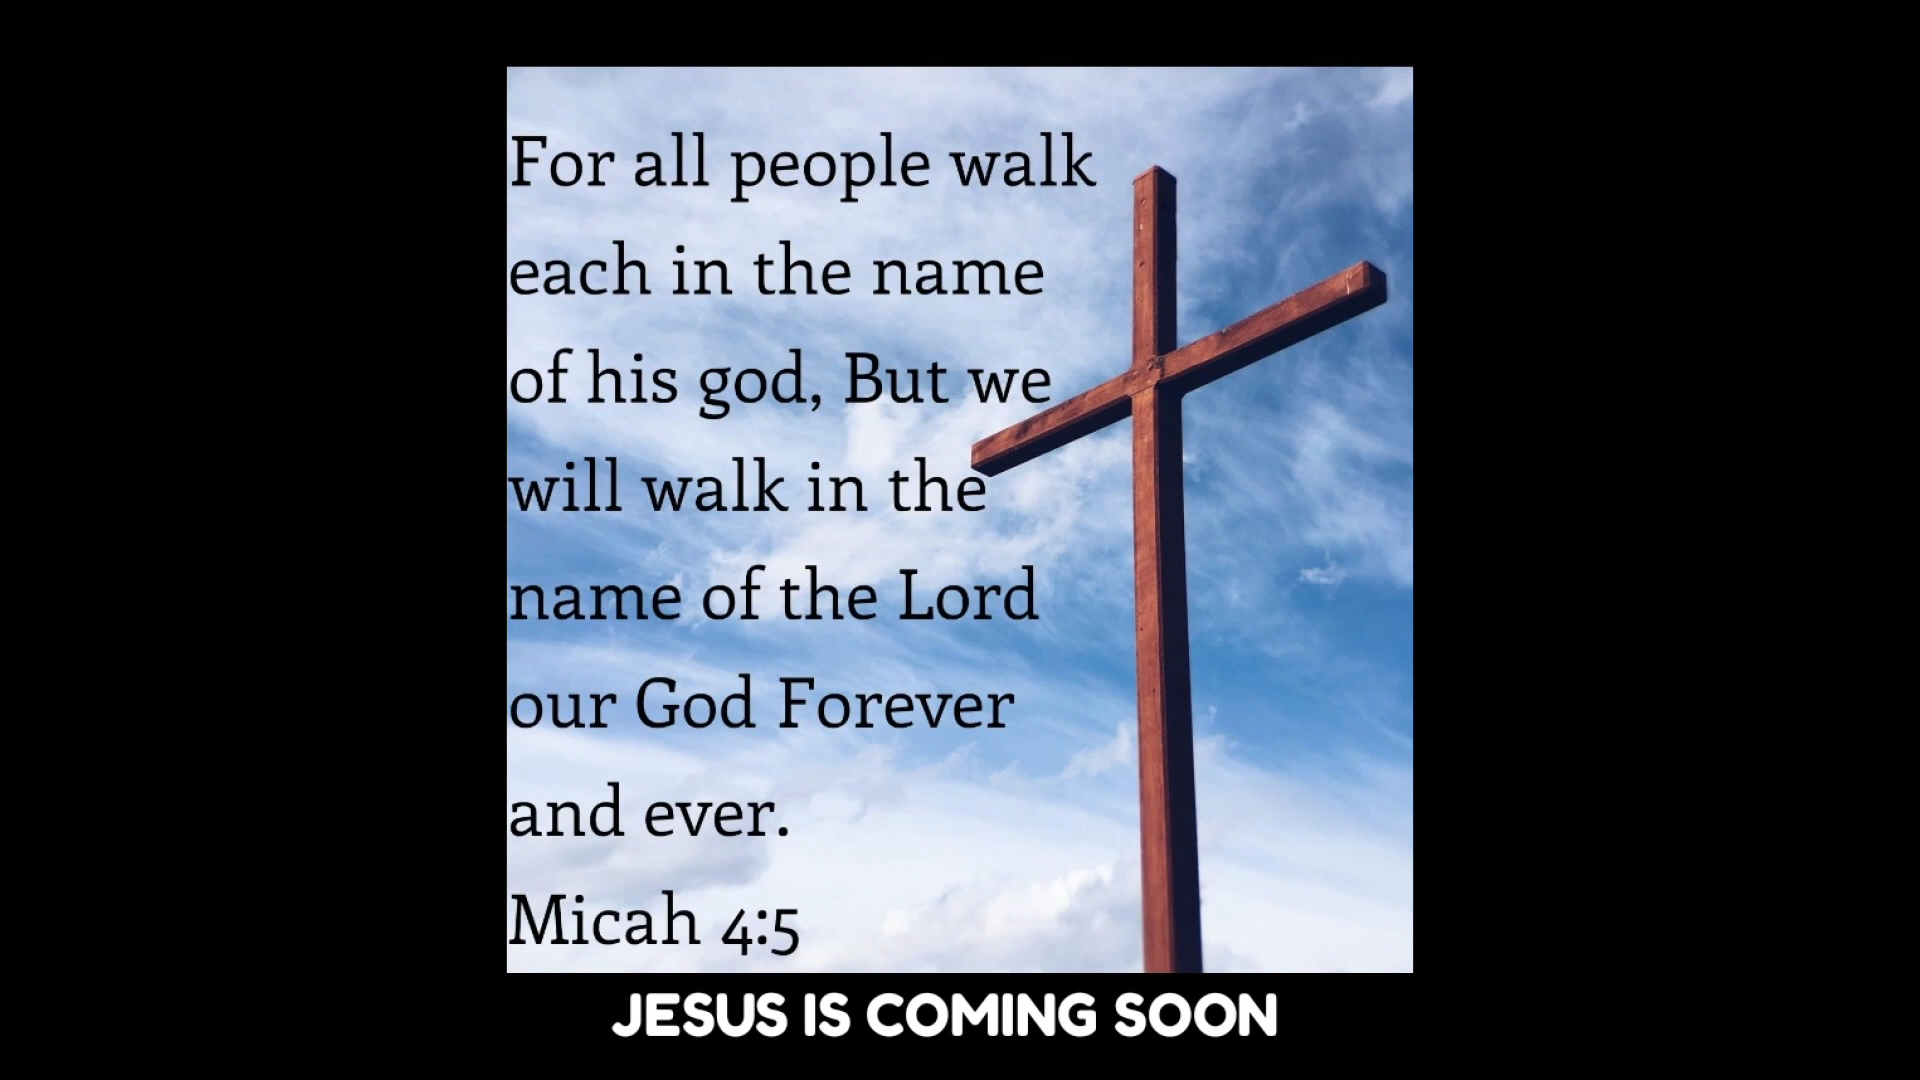 For all people walk
each in the name
of his god, But we
will walk in the
name of the Lord
our God Forever
and ever.
Micah 4:5
JESUS IS COMING SOON